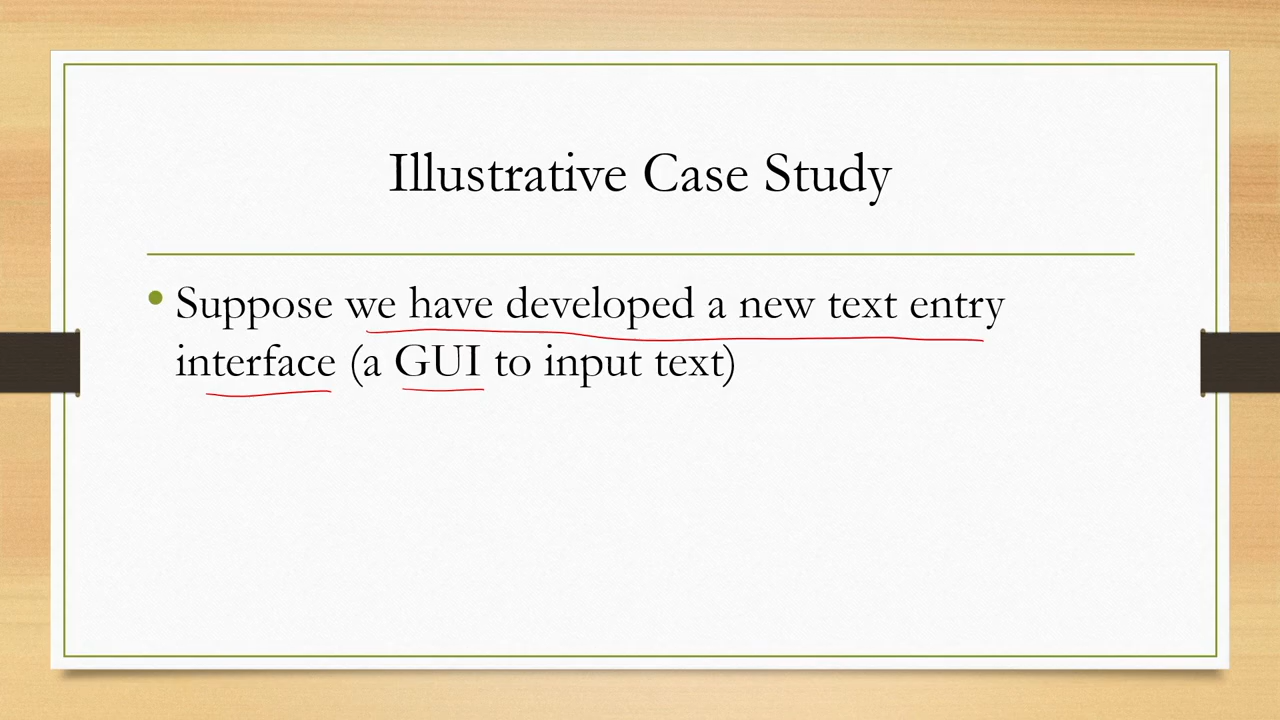 Illustrative Case Study
• Suppose we have developed a new text entry
interface (a GUI to input text)